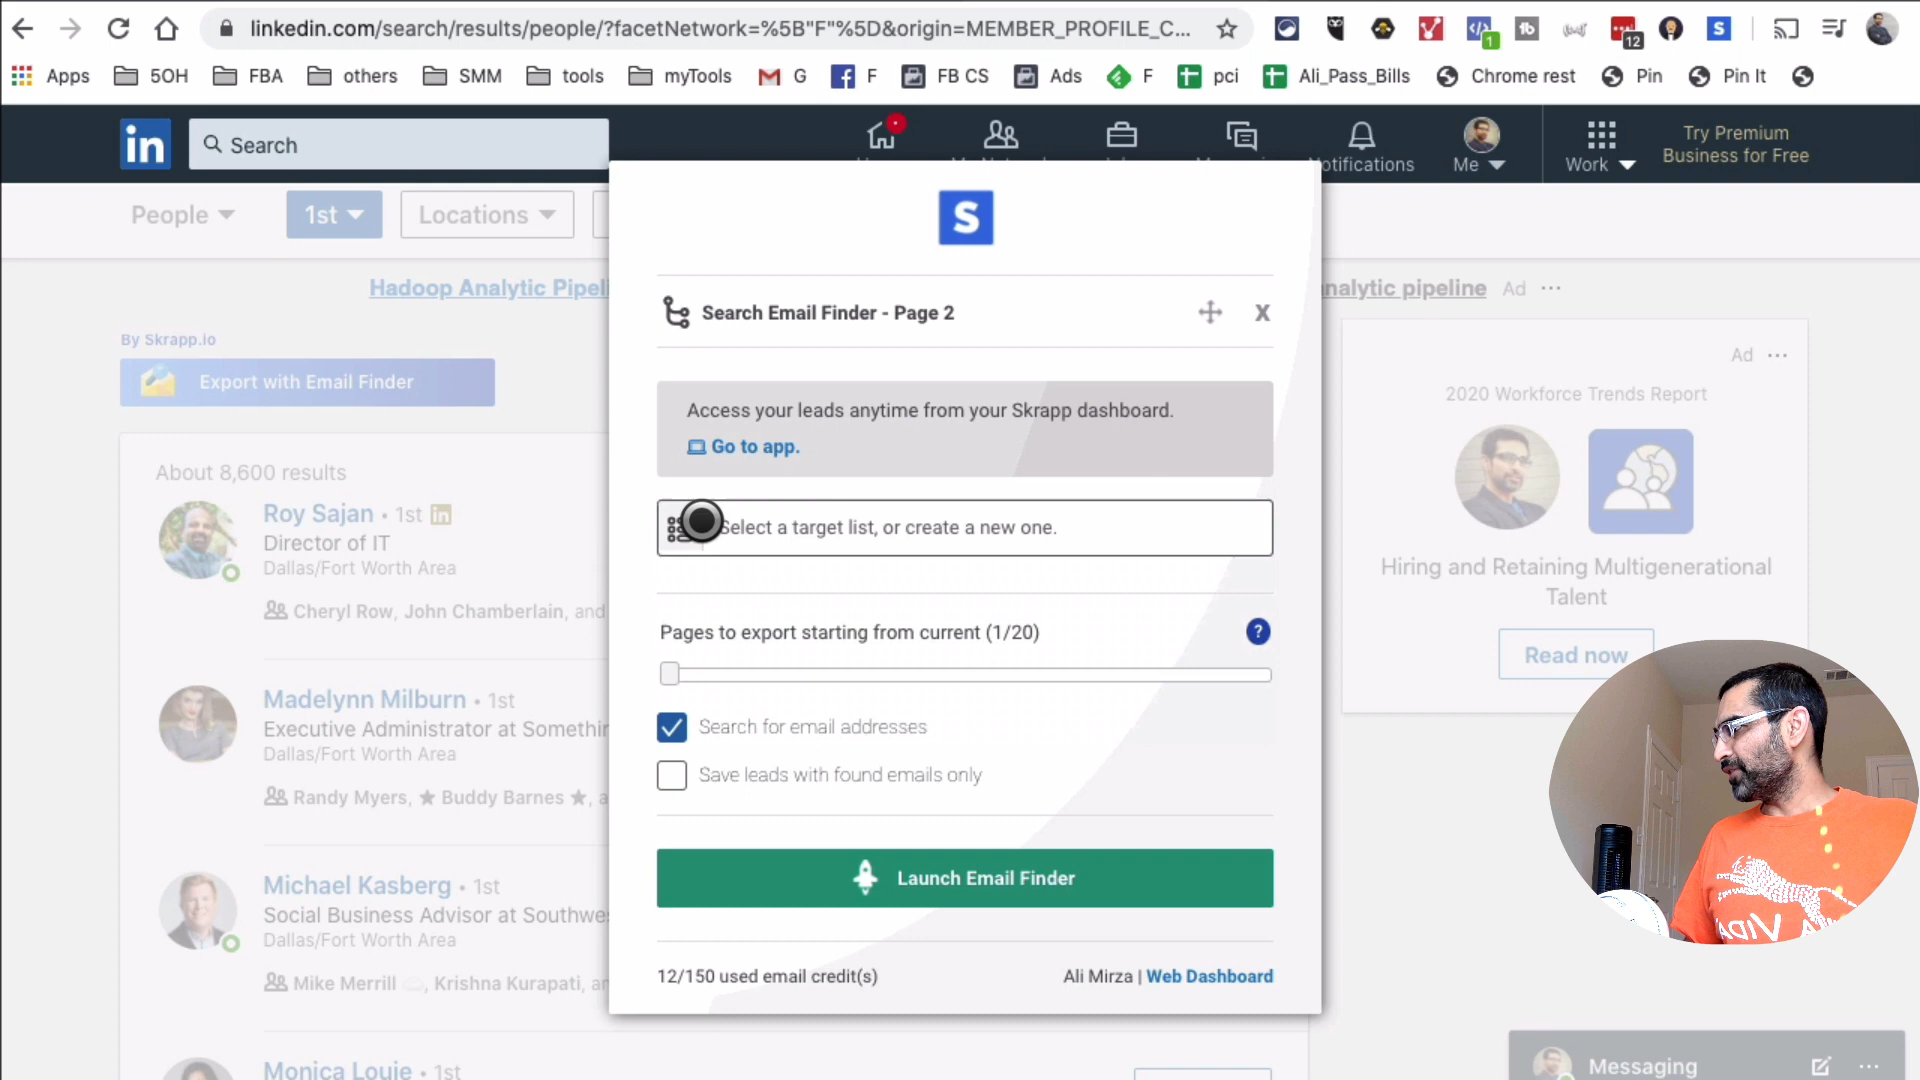 linkedin.com/search/results/people/?facetNetwork=%5B"F"%5D&origin=MEMBER_PROFILE_C...
1
12
Apps
5OH
FBA
others
SMM
tools
myTools
G
F
FB CS
Ads
F
pci
Ali_Pass_Bills
Chrome rest
Pin
Pin It
in
Search
otifications
Me
Work
Try Premium
Business for Free
People
1st
Locations
Hadoop Analytic Pipeli
nalytic pipeline
Ad
By Skrapp.io
Export with Email Finder
About 8,600 results
Roy Sajan • 1st in
Director of IT
Dallas/Fort Worth Area
Cheryl Row, John Chamberlain, and
Madelynn Milburn • 1st
Executive Administrator at Somethin
Dallas/Fort Worth Area
Randy Myers, ★ Buddy Barnes ★, a
Michael Kasberg • 1st
Social Business Advisor at Southwe
Dallas/Fort Worth Area
Mike Merrill, Krishna Kurapati, an
Monica Louie • 1st
S
Search Email Finder - Page 2
X
Access your leads anytime from your Skrapp dashboard.
Go to app.
Select a target list, or create a new one.
Pages to export starting from current (1/20)
?
Search for email addresses
Save leads with found emails only
Launch Email Finder
12/150 used email credit(s)
Ali Mirza | Web Dashboard
Ad
2020 Workforce Trends Report
Hiring and Retaining Multigenerational
Talent
Read now
Messaging